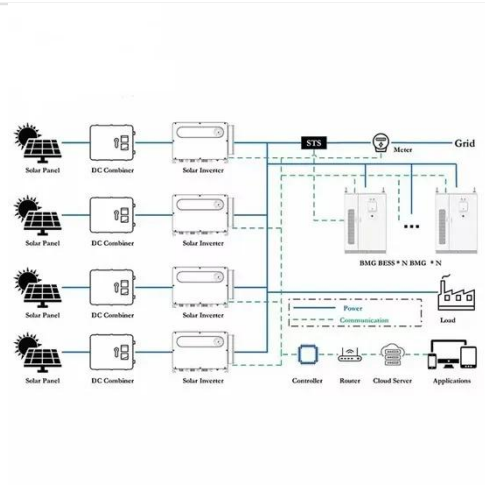 STS
Meter
Grid
Solar Panel DC Combiner Solar Inverter
Solar Panel DC Combiner Solar Inverter
BMG BESS * N BMG * N
Solar Panel DC Combiner Solar Inverter
Power
Communication
Load
Solar Panel DC Combiner Solar Inverter
Controller Router Cloud Server Applications